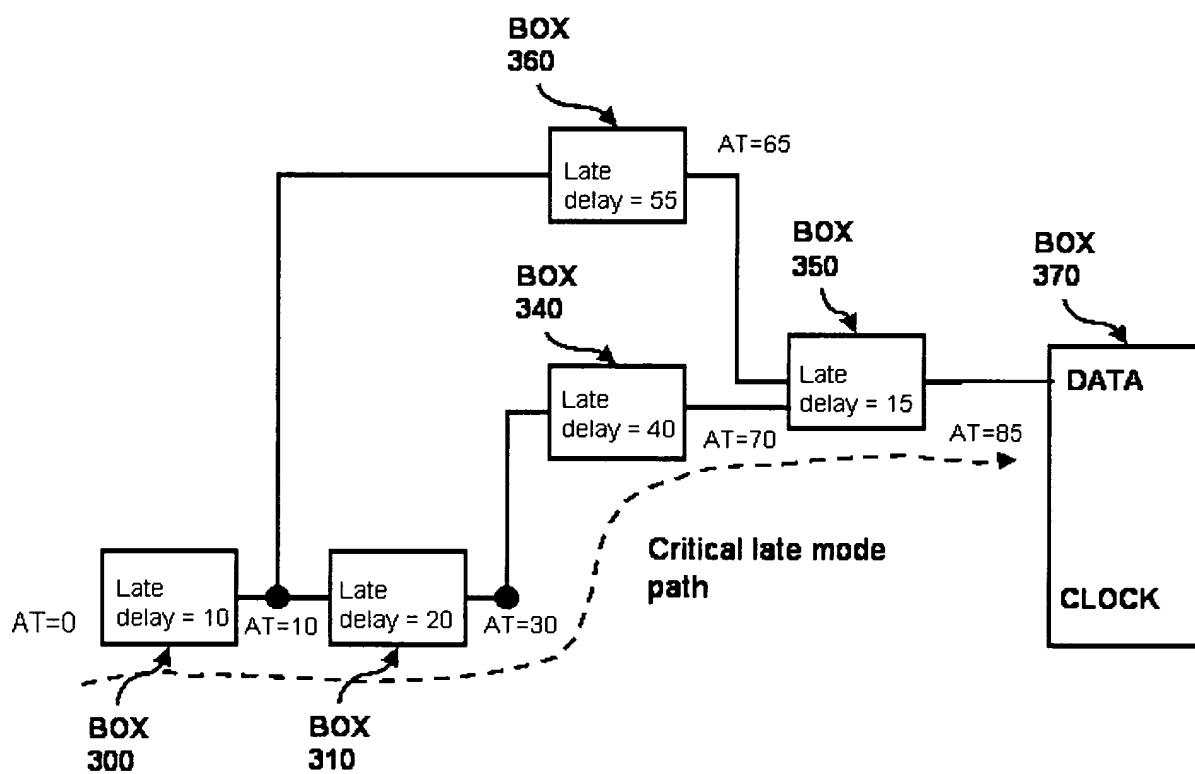 BOX
360
Late
delay = 55
AT=65
BOX
350
BOX
370
BOX
340
Late
delay = 40
AT=70
Late
delay = 15
AT=85
DATA
CLOCK
Critical late mode
path
AT=0
Late
delay = 10
AT=10
Late
delay = 20
AT=30
BOX
300
BOX
310